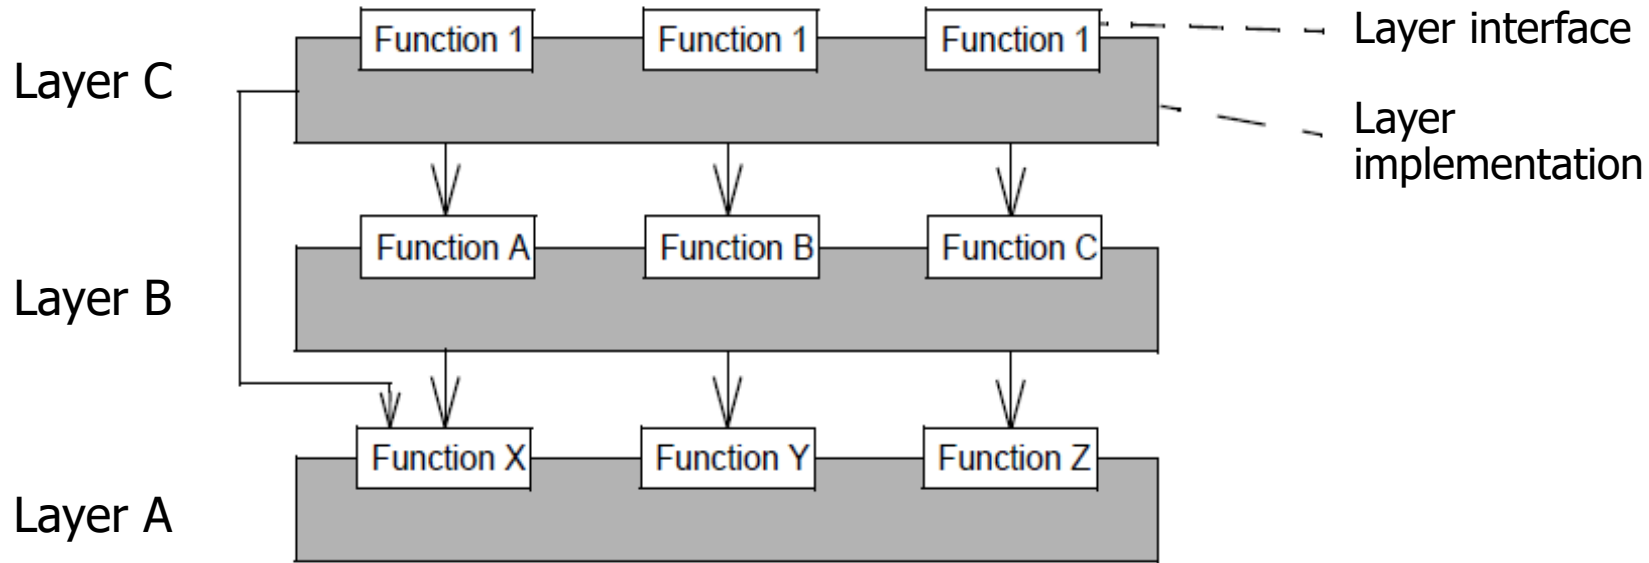 Function 1
Function 1
Function 1
Layer interface
Layer C
Layer
implementation
Function A
Function B
Function C
Layer B
Function X
Function Y
Function Z
Layer A